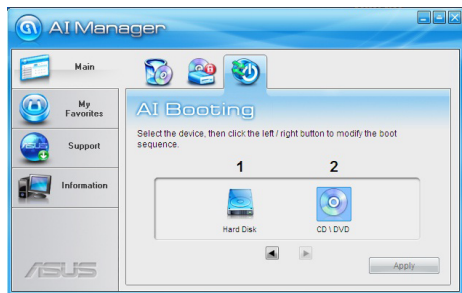 AI Manager
Main
My
Favorites
Support
Information
AI Booting
Select the device, then click the left / right button to modify the boot
sequence.
1 2
Hard Disk CD \ DVD
Apply
ASUS